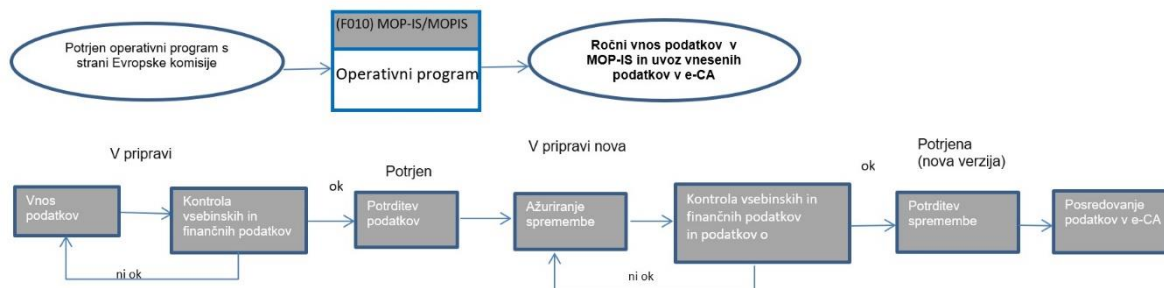 Potrjen operativni program s
strani Evropske komisije
(F010) MOP-IS/MOPIS
Operativni program
Ročni vnos podatkov v
MOP-IS in uvoz vnesenih
podatkov v e-CA
V pripravi
ok
Potrjen
V pripravi nova
ok
Potrjena
(nova verzija)
Vnos
podatkov
Kontrola
vsebinskih in
finančnih podatkov
Potrditev
podatkov
Ažuriranje
spremembe
Kontrola vsebinskih in
finančnih podatkov
in podatkov o
Potrditev
spremembe
Posredovanje
podatkov v e-CA
ni ok
ni ok